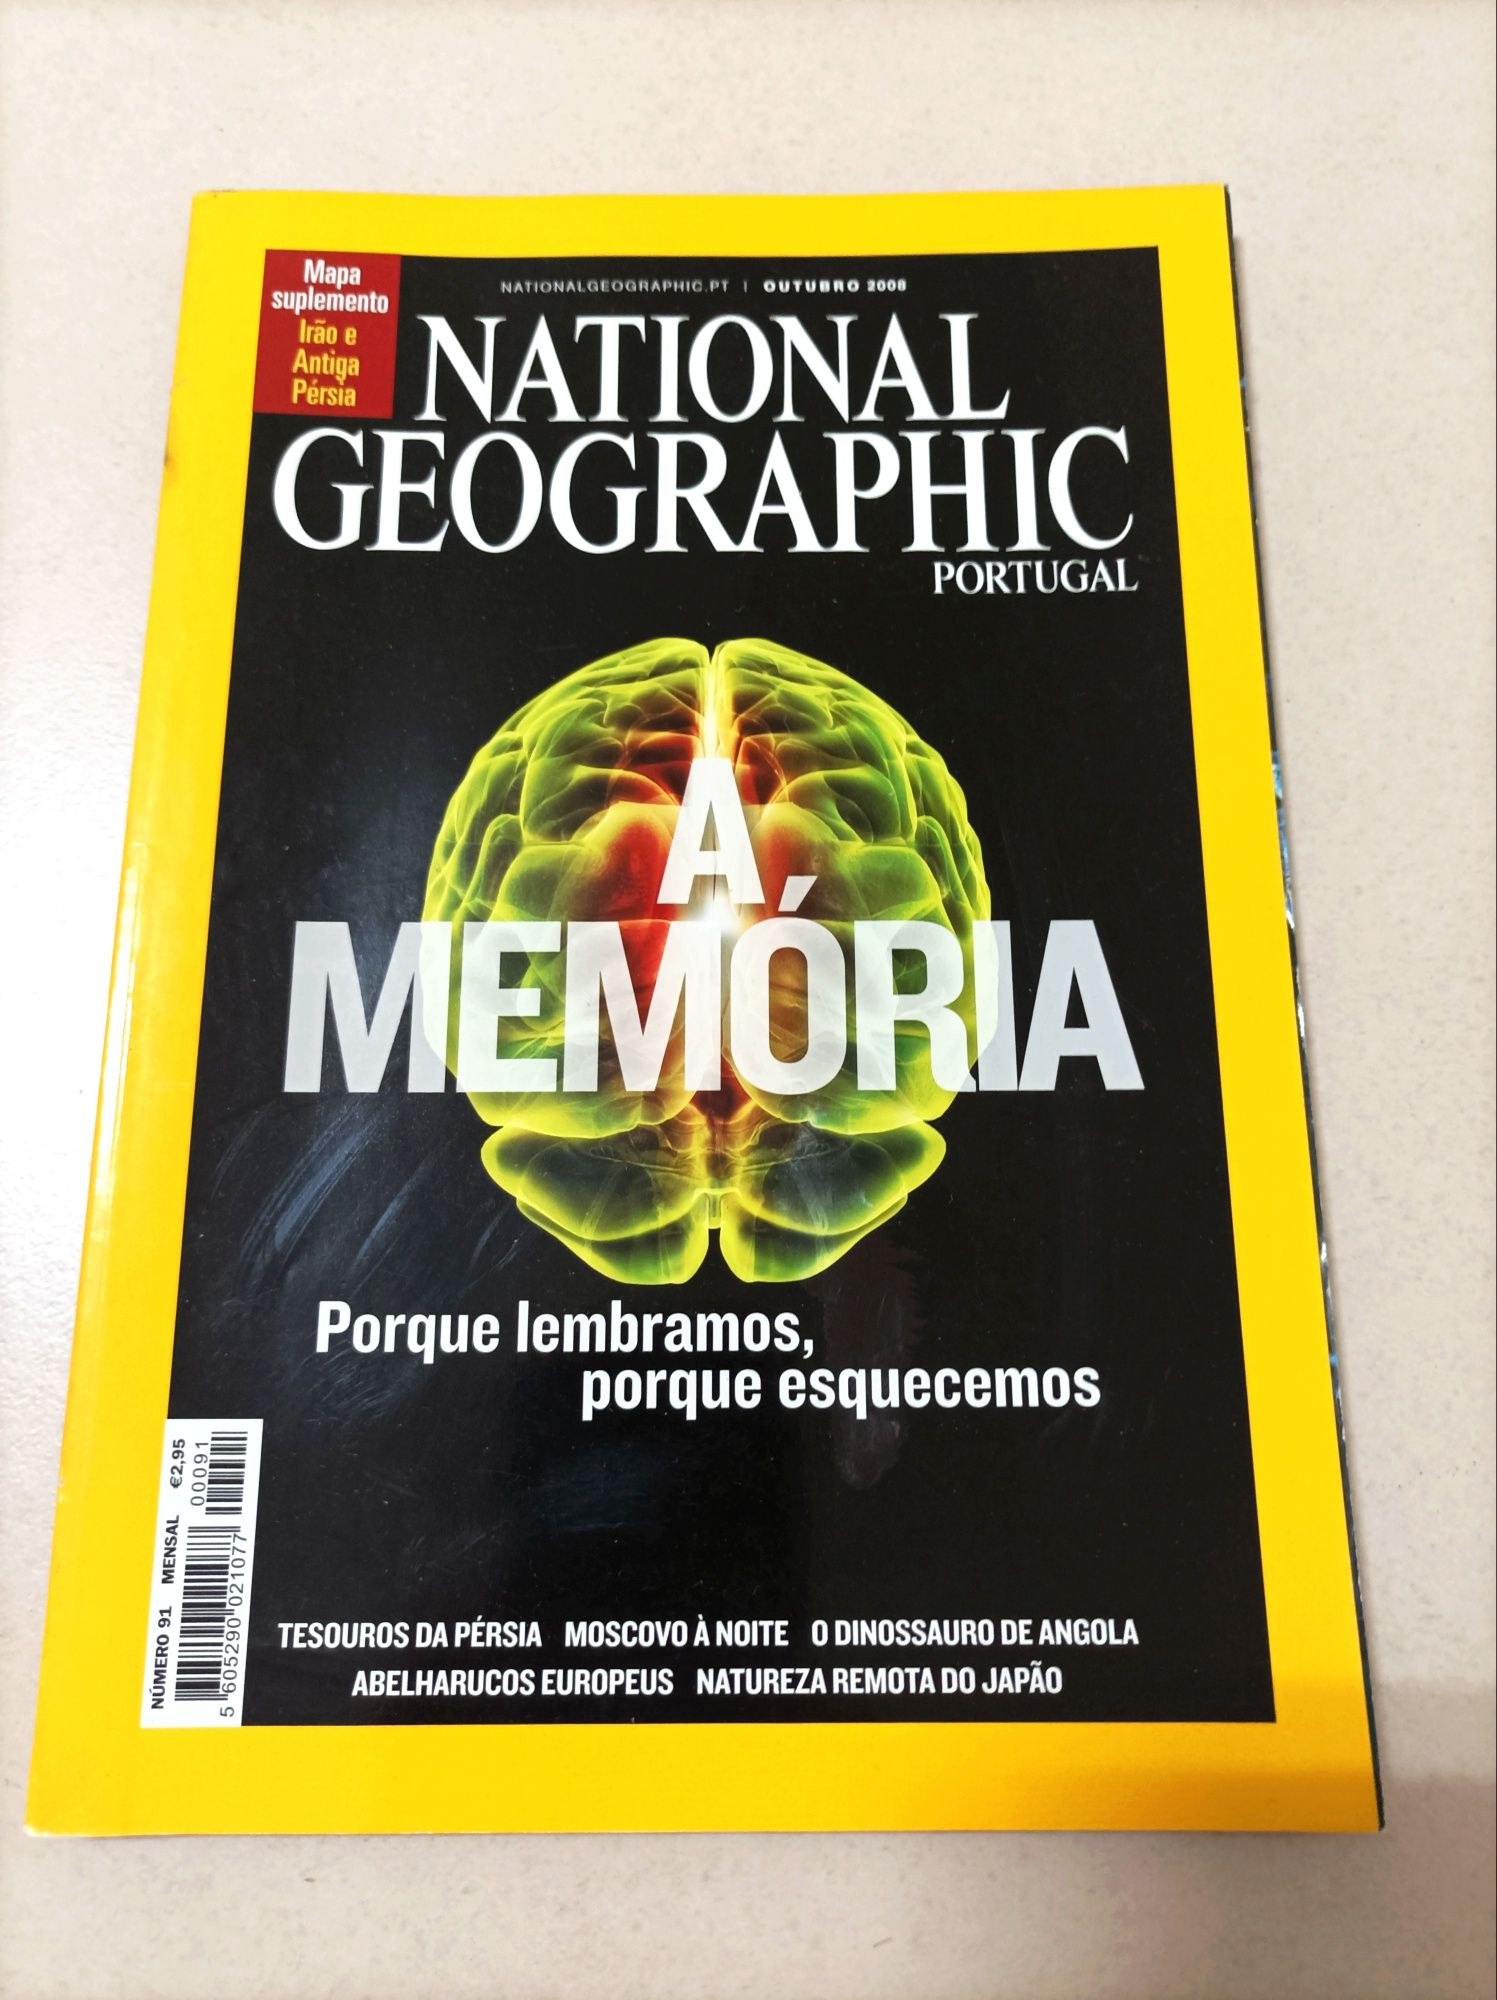 Mapa
suplemento
Irão e
Antiga
Pérsia
NATIONALGEOGRAPHIC.PT | OUTUBRO 2008
NATIONAL
GEOGRAPHIC
PORTUGAL
A
MEMÓRIA
Porque lembramos,
porque esquecemos
NÚMERO 91 MENSAL €2,95
00091
5 605290 021077
TESOUROS DA PÉRSIA MOSCOVO À NOITE O DINOSSAURO DE ANGOLA
ABELHARUCOS EUROPEUS NATUREZA REMOTA DO JAPÃO